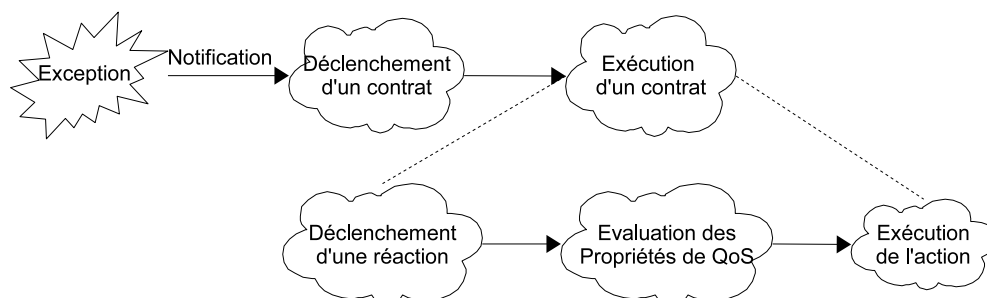 Exception
Notification
Déclenchement
d'un contrat
Exécution
d'un contrat
Déclenchement
d'une réaction
Evaluation des
Propriétés de QoS
Exécution
de l'action